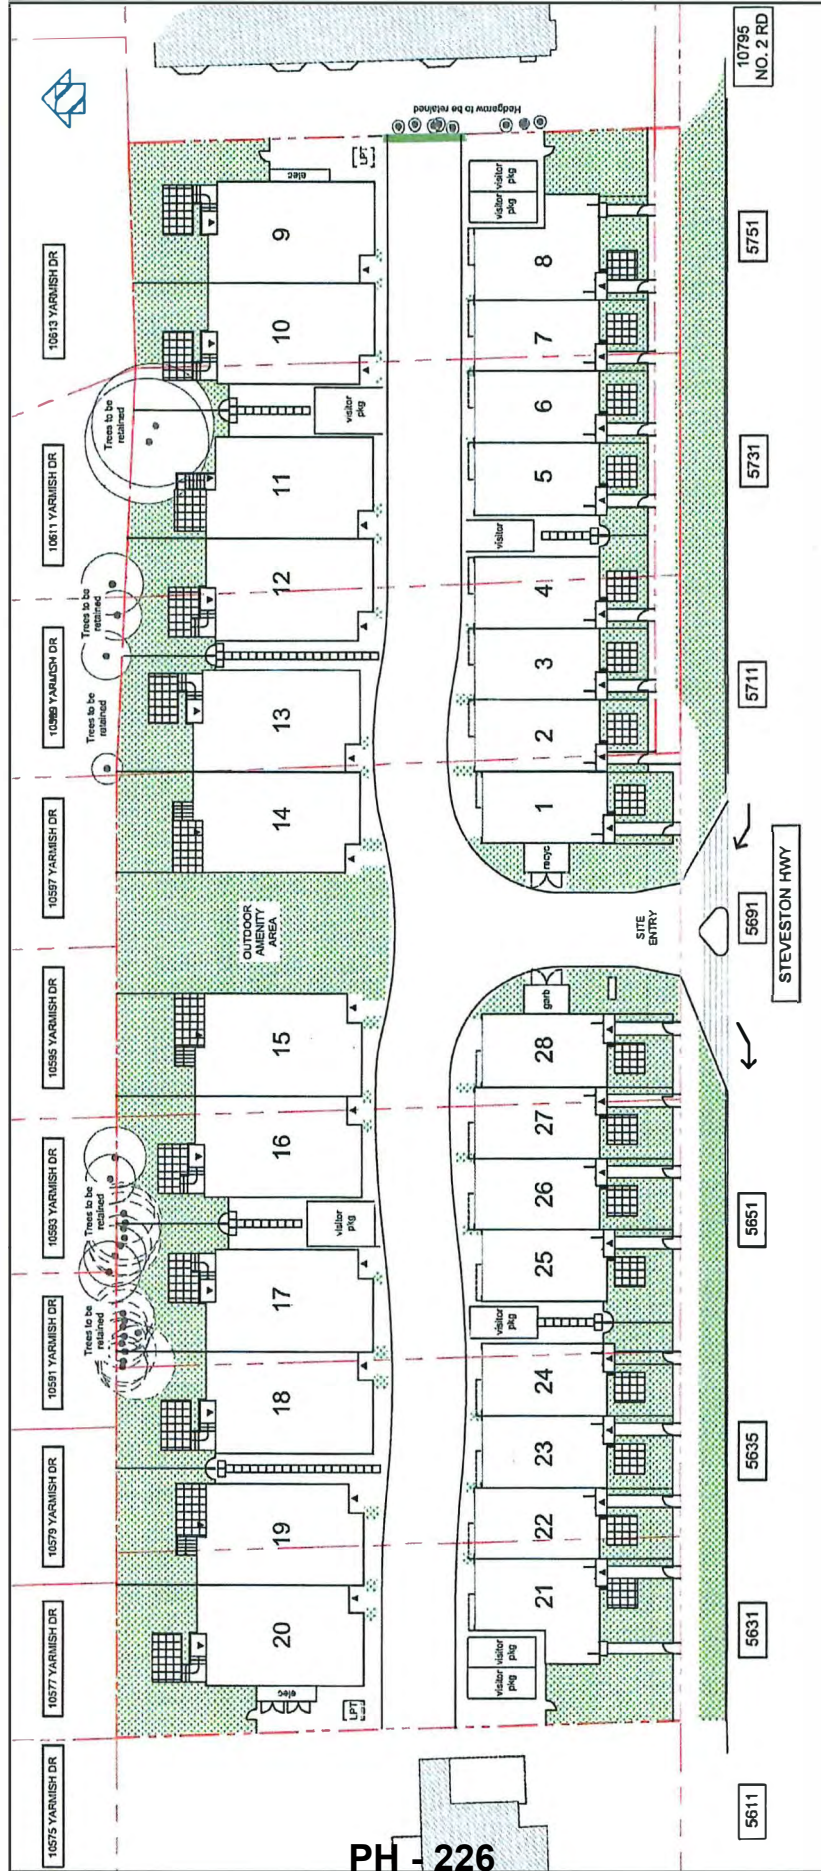 10795
NO. 2 RD
Hedgerow to be retained
LPT
elec
visitor
pkg
visitor
pkg
9
8
5751
10613 YARMISH DR
10
7
Trees to be
retained
visitor
pkg
6
10611 YARMISH DR
11
5
5731
visitor
12
4
Trees to be
retained
10589 YARMISH DR
3
Trees to be
retained
13
2
5711
14
1
10597 YARMISH DR
recyc
OUTDOOR
AMENITY
AREA
SITE
ENTRY
5691
STEVESTON HWY
garb
10595 YARMISH DR
15
28
16
27
10593 YARMISH DR
Trees to be
retained
visitor
pkg
26
5651
17
25
Trees to be
retained
10591 YARMISH DR
visitor
pkg
18
24
23
5635
10579 YARMISH DR
19
22
20
21
10577 YARMISH DR
5631
elec
visitor
pkg
visitor
pkg
LPT
10575 YARMISH DR
5611
PH - 226